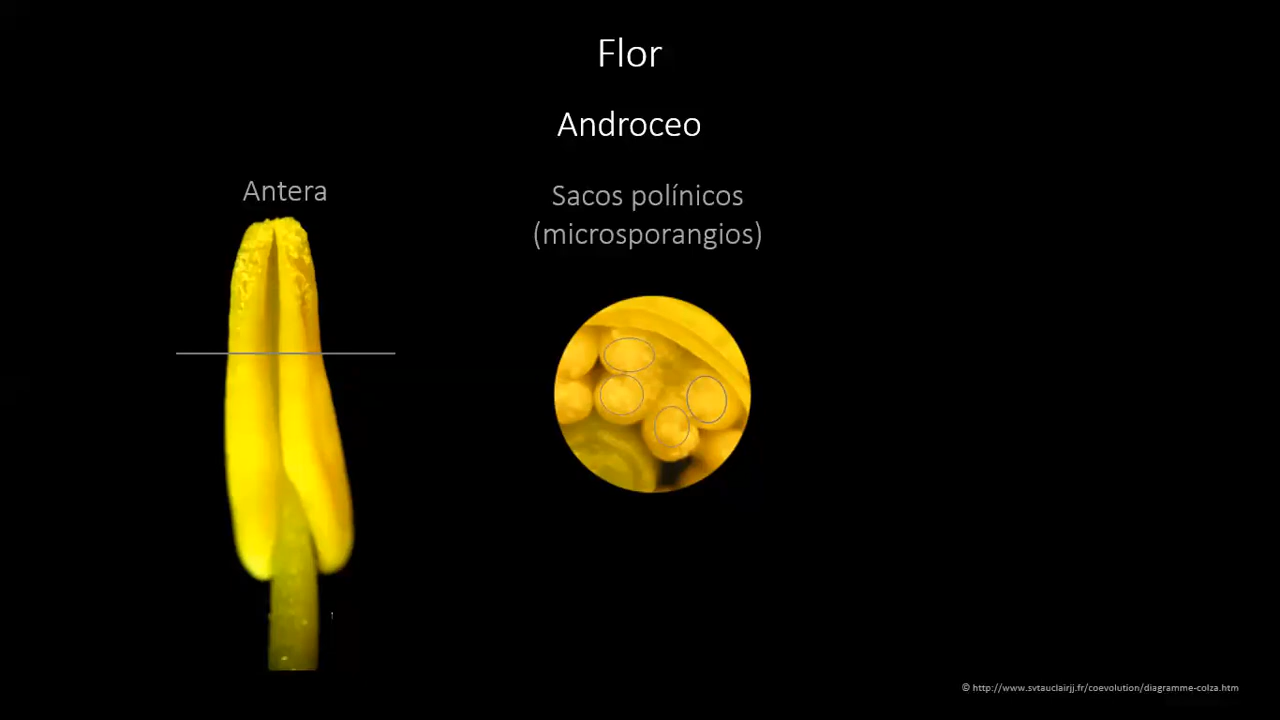 Flor
Androceo
Antera
Sacos polínicos
(microsporangios)
© http://www.svtauclairjj.fr/coevolution/diagramme-colza.htm